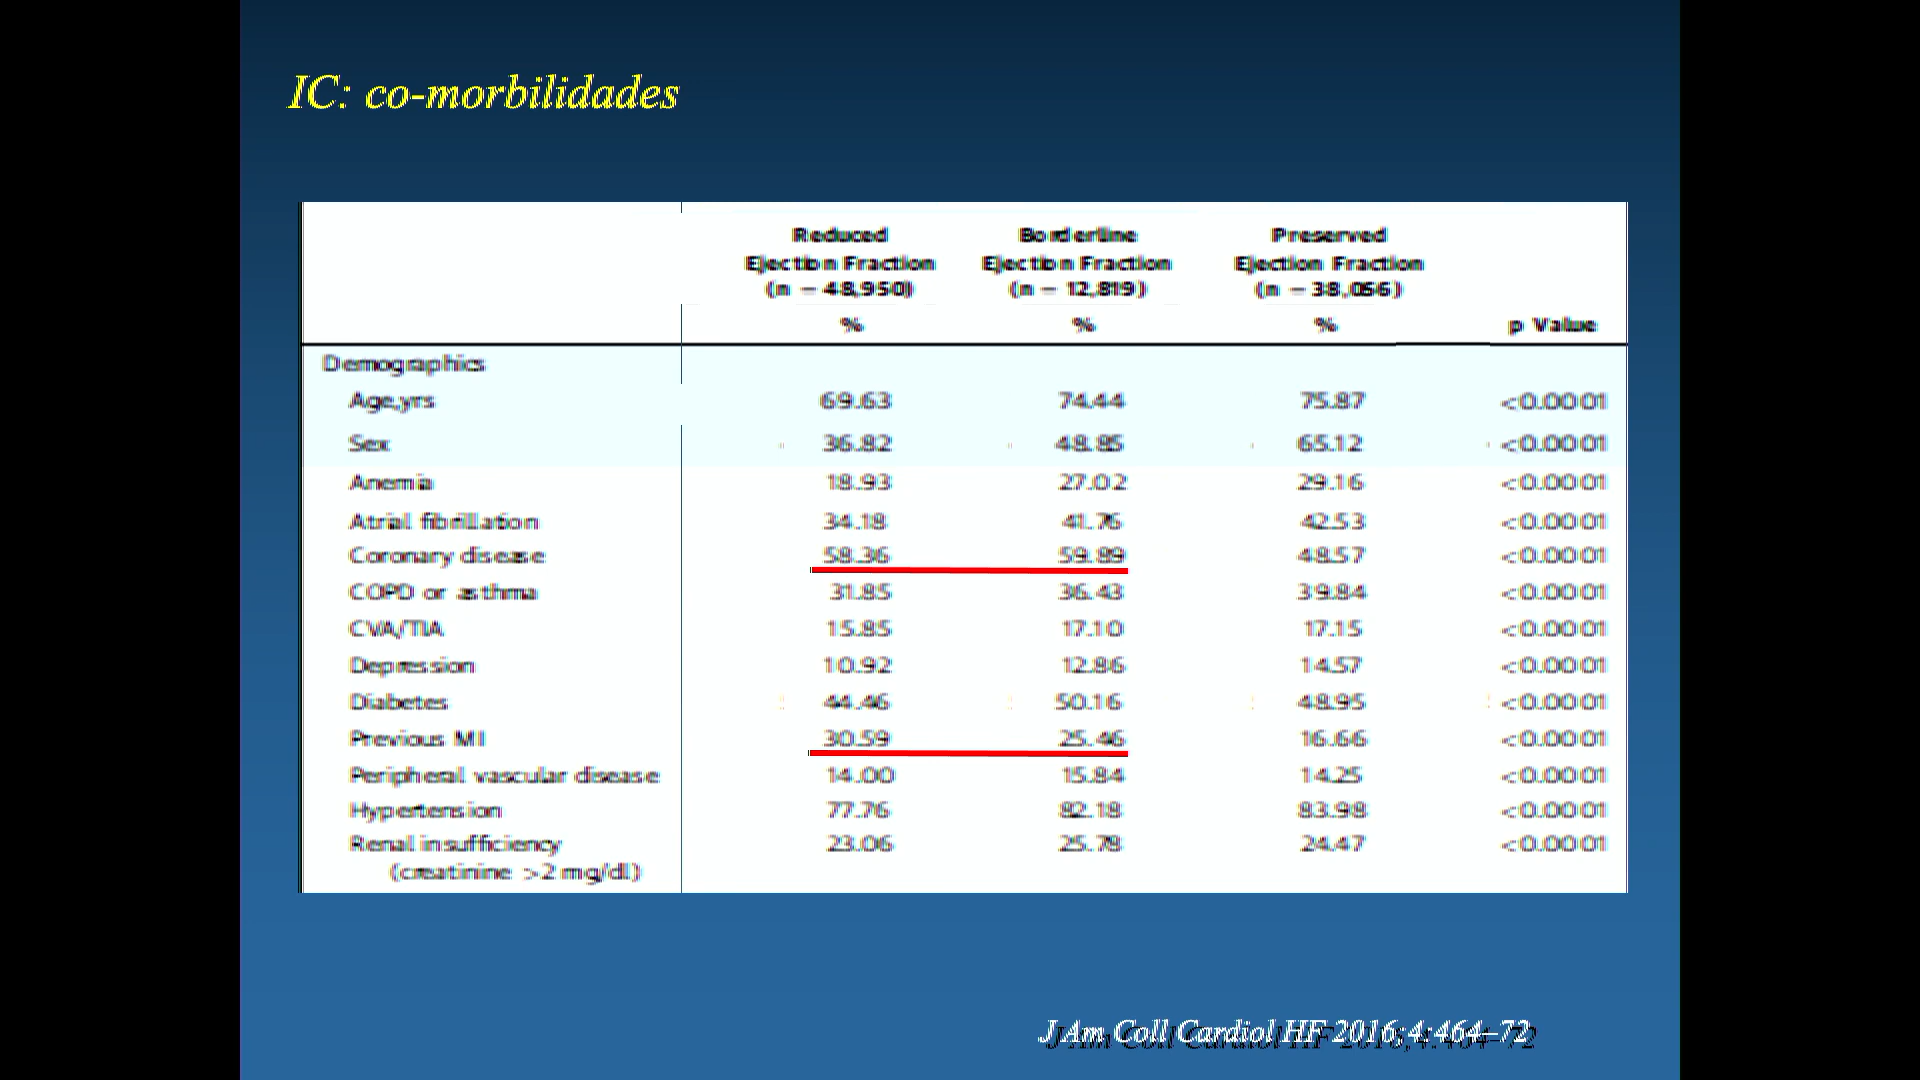 IC: co-morbilidades
Reduced Borderline Preserved
Ejection Fraction Ejection Fraction Ejection Fraction
(n = 48,950) (n = 12,819) (n = 38,056)
% % % p Value
Demographics
Age,yrs 69.63 74.44 75.87 <0.0001
Sex 36.82 48.85 65.12 <0.0001
Anemia 18.93 27.02 29.16 <0.0001
Atrial fibrillation 34.18 41.76 42.53 <0.0001
Coronary disease 58.36 59.89 48.57 <0.0001
COPD or asthma 31.85 36.43 39.84 <0.0001
CVA/TIA 15.85 17.10 17.15 <0.0001
Depression 10.92 12.86 14.57 <0.0001
Diabetes 44.46 50.16 48.95 <0.0001
Previous MI 30.59 25.46 16.66 <0.0001
Peripheral vascular disease 14.00 15.84 14.25 <0.0001
Hypertension 77.76 82.18 83.98 <0.0001
Renal insufficiency 23.06 25.78 24.47 <0.0001
(creatinine >2 mg/dl)
J Am Coll Cardiol HF 2016;4:464–72